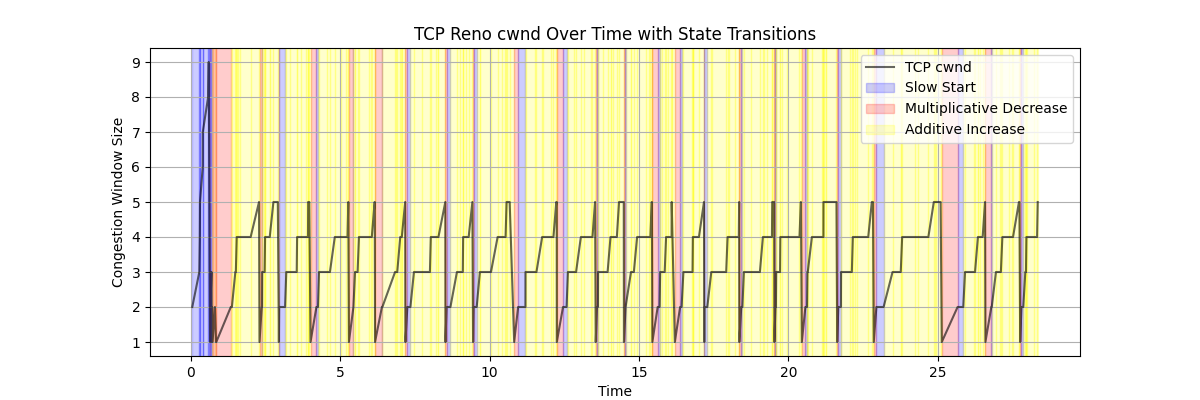 TCP Reno cwnd Over Time with State Transitions
Congestion Window Size
9
8
7
6
5
4
3
2
1
TCP cwnd
Slow Start
Multiplicative Decrease
Additive Increase
0
5
10
15
20
25
Time